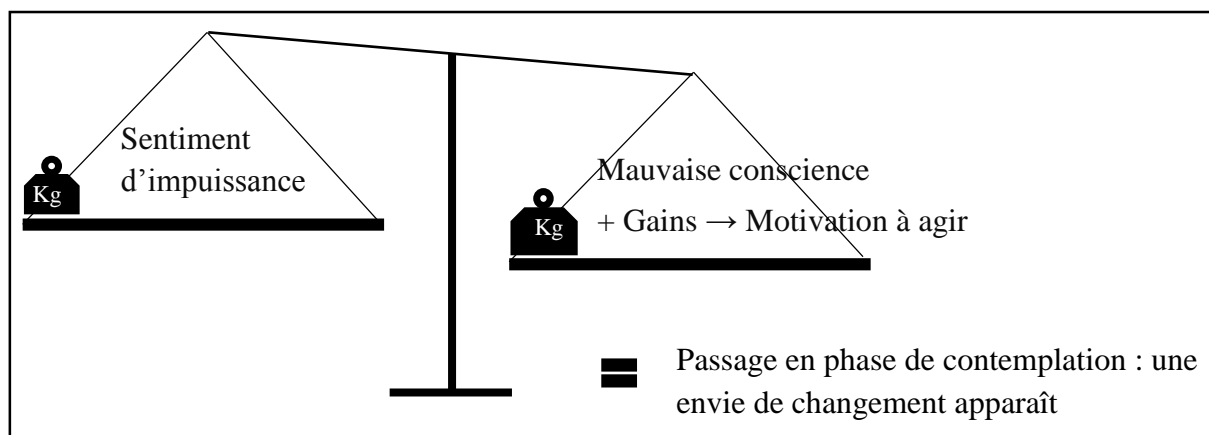 Sentiment
d’impuissance
Kg
Mauvaise conscience
+ Gains → Motivation à agir
Kg
Passage en phase de contemplation : une
envie de changement apparaît